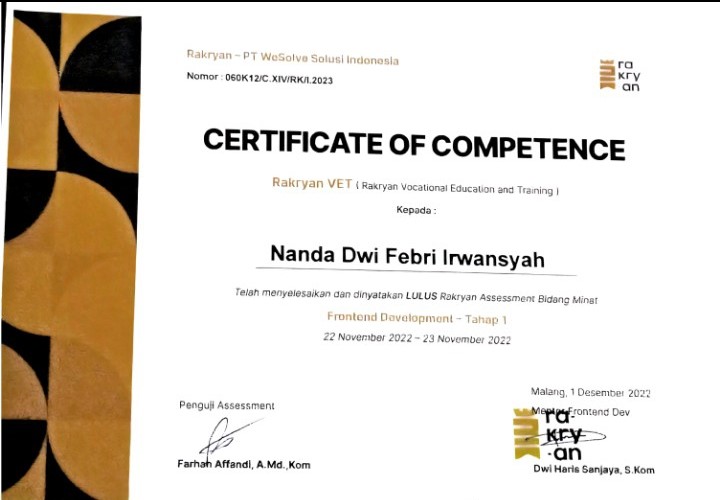 Rakryan – PT WeSolve Solusi Indonesia
Nomor : 060K12/C.XIV/RK/I.2023
ra
kry
an
CERTIFICATE OF COMPETENCE
Rakryan VET ( Rakryan Vocational Education and Training )
Kepada :
Nanda Dwi Febri Irwansyah
Telah menyelesaikan dan dinyatakan LULUS Rakryan Assessment Bidang Minat
Frontend Development – Tahap 1
22 November 2022 – 23 November 2022
Malang, 1 Desember 2022
Penguji Assessment
Mentor Frontend Dev
ra-
kry
-an
Farhan Affandi, A.Md.,Kom
Dwi Haris Sanjaya, S.Kom